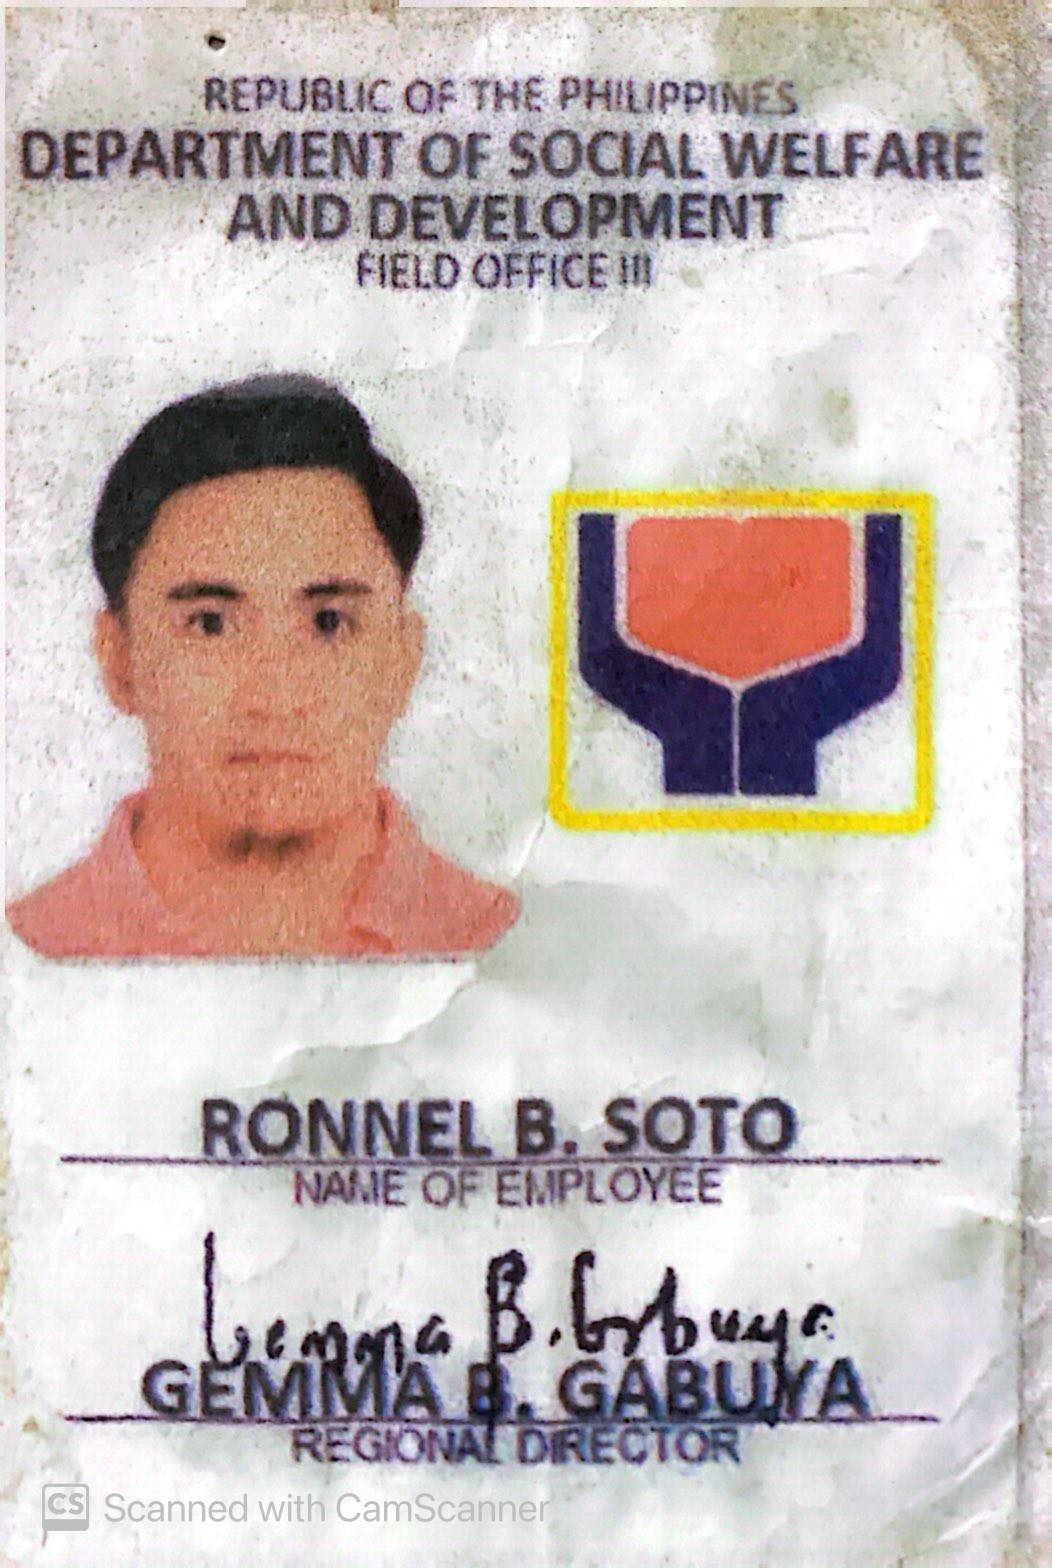 REPUBLIC OF THE PHILIPPINES
DEPARTMENT OF SOCIAL WELFARE
AND DEVELOPMENT
FIELD OFFICE III
RONNEL B. SOTO
NAME OF EMPLOYEE
Gemma B. Gabuya
GEMMA B. GABUYA
REGIONAL DIRECTOR
CS Scanned with CamScanner